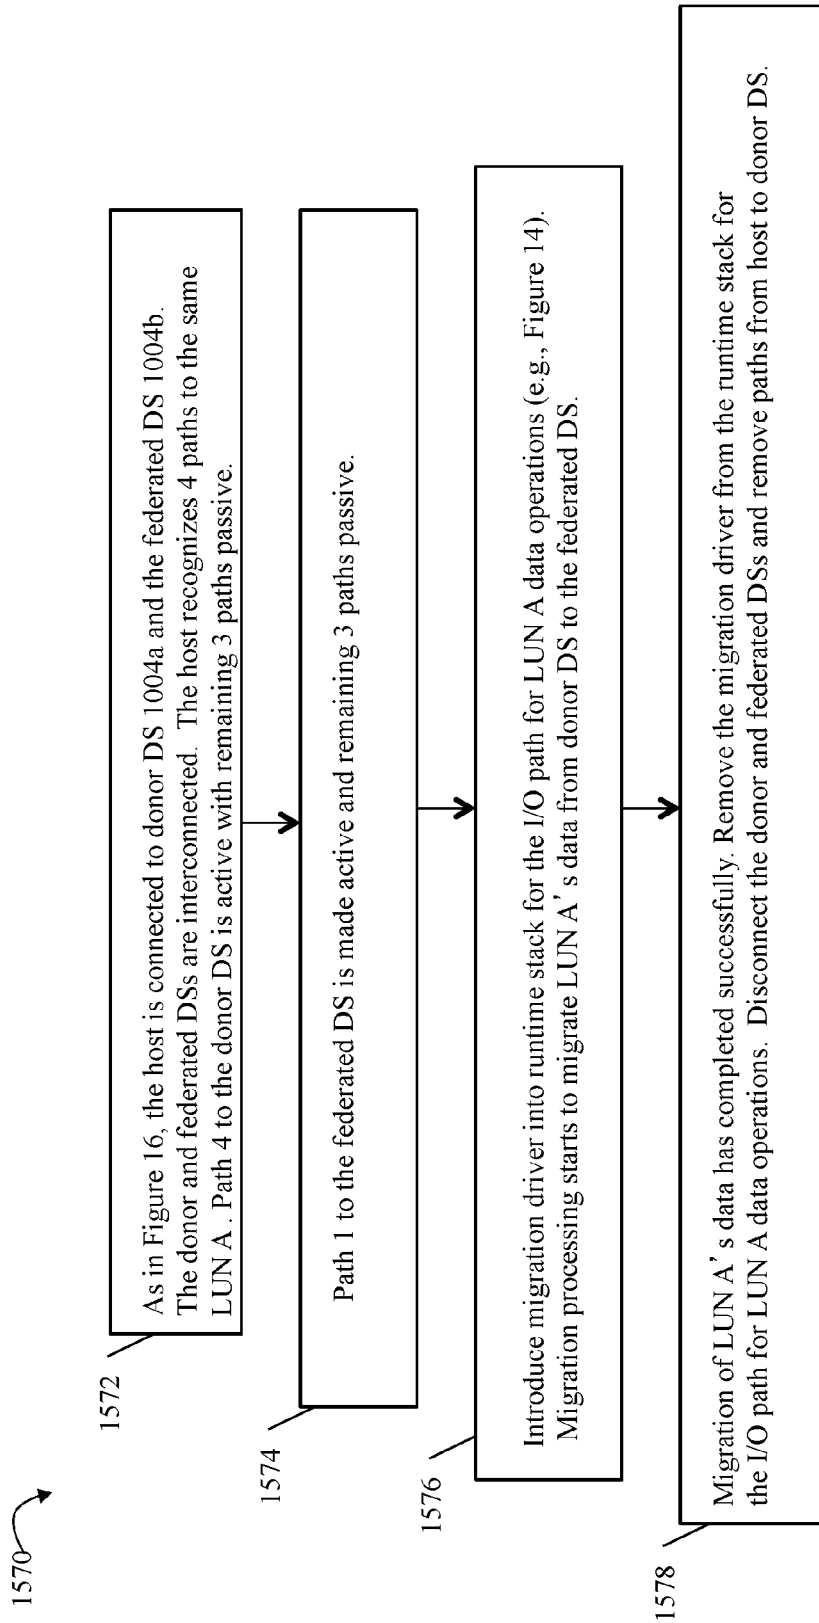 1570
1572
As in Figure 16, the host is connected to donor DS 1004a and the federated DS 1004b.
The donor and federated DSs are interconnected. The host recognizes 4 paths to the same
LUN A. Path 4 to the donor DS is active with remaining 3 paths passive.
1574
Path 1 to the federated DS is made active and remaining 3 paths passive.
1576
Introduce migration driver into runtime stack for the I/O path for LUN A data operations (e.g., Figure 14).
Migration processing starts to migrate LUN A's data from donor DS to the federated DS.
1578
Migration of LUN A's data has completed successfully. Remove the migration driver from the runtime stack for
the I/O path for LUN A data operations. Disconnect the donor and federated DSs and remove paths from host to donor DS.